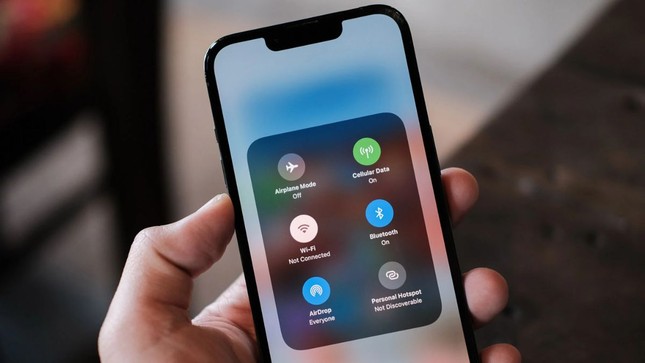 Airplane Mode
Off
Cellular Data
On
Wi-Fi
Not Connected
Bluetooth
On
AirDrop
Everyone
Personal Hotspot
Not Discoverable